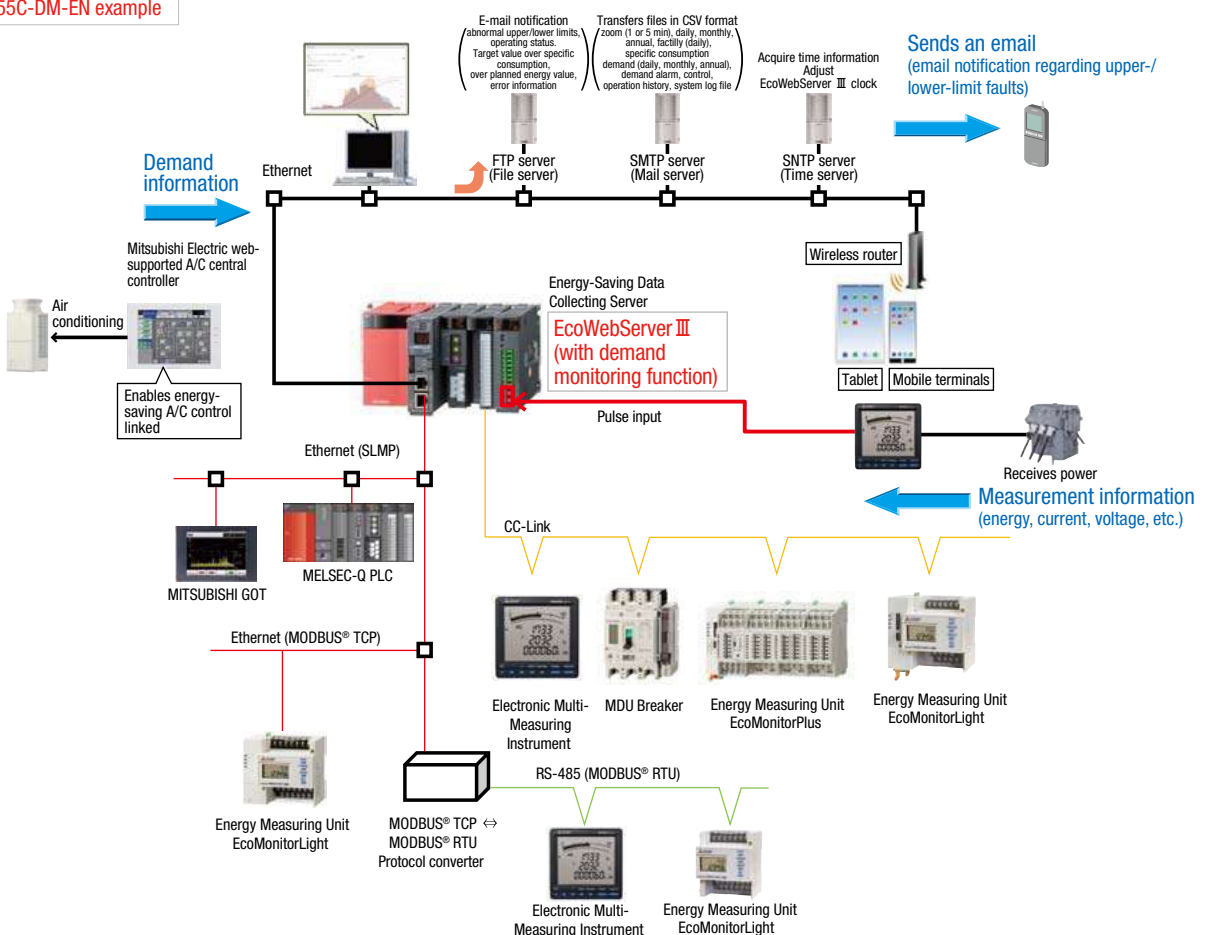 55C-DM-EN example
E-mail notification
abnormal upper/lower limits,
operating status.
Target value over specific
consumption,
over planned energy value,
error information
Transfers files in CSV format
zoom (1 or 5 min), daily, monthly,
annual, factilly (daily),
specific consumption
demand (daily, monthly, annual),
demand alarm, control,
operation history, system log file
Acquire time information
Adjust
EcoWebServer Ⅲ clock
Sends an email
(email notification regarding upper-/
lower-limit faults)
Demand
information
Ethernet
FTP server
(File server)
SMTP server
(Mail server)
SNTP server
(Time server)
Mitsubishi Electric web-
supported A/C central
controller
Wireless router
Air
conditioning
Energy-Saving Data
Collecting Server
EcoWebServer Ⅲ
(with demand
monitoring function)
Tablet
Mobile terminals
Enables energy-
saving A/C control
linked
Pulse input
Ethernet (SLMP)
Receives power
Measurement information
(energy, current, voltage, etc.)
CC-Link
MITSUBISHI GOT
MELSEC-Q PLC
Ethernet (MODBUS® TCP)
Electronic Multi-
Measuring
Instrument
MDU Breaker
Energy Measuring Unit
EcoMonitorPlus
Energy Measuring Unit
EcoMonitorLight
RS-485 (MODBUS® RTU)
Energy Measuring Unit
EcoMonitorLight
MODBUS® TCP ⇔
MODBUS® RTU
Protocol converter
Electronic Multi-
Measuring Instrument
Energy Measuring Unit
EcoMonitorLight